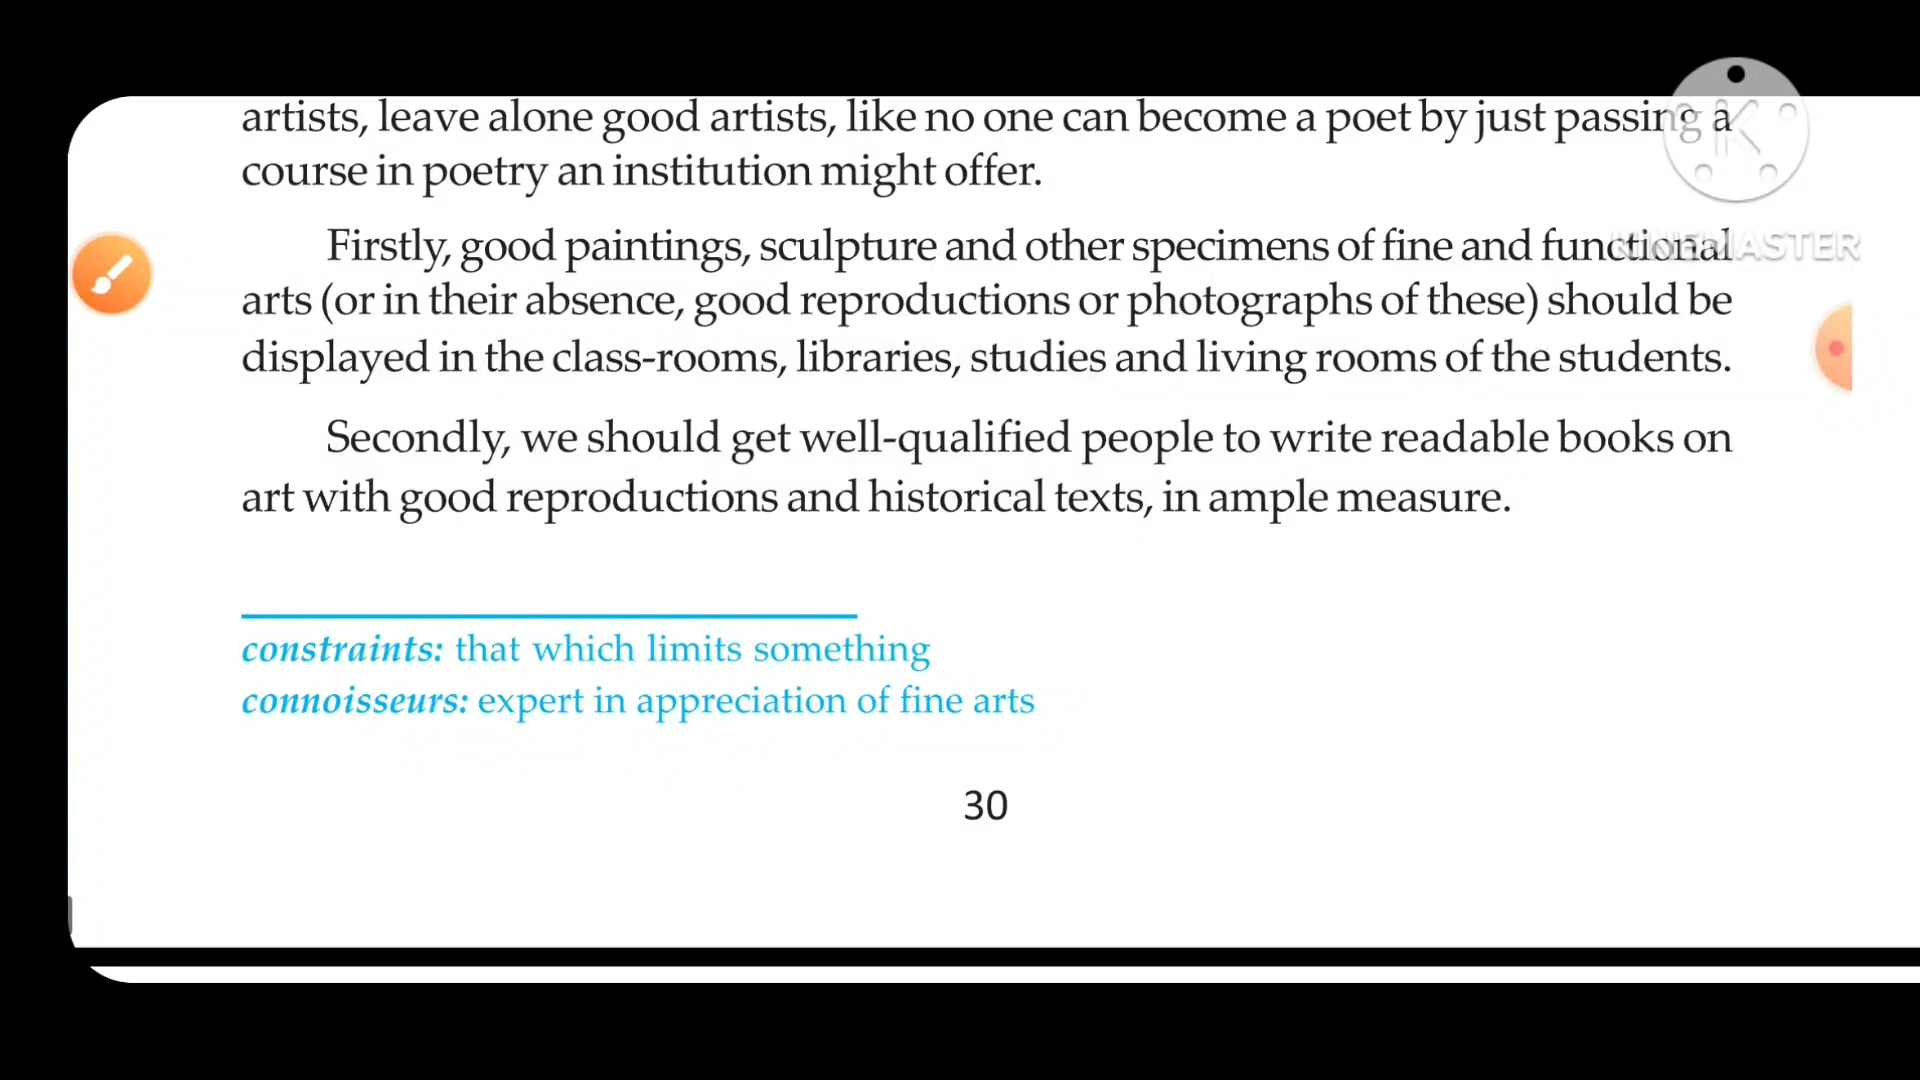 artists, leave alone good artists, like no one can become a poet by just passing a
course in poetry an institution might offer.
Firstly, good paintings, sculpture and other specimens of fine and functional
arts (or in their absence, good reproductions or photographs of these) should be
displayed in the class-rooms, libraries, studies and living rooms of the students.
Secondly, we should get well-qualified people to write readable books on
art with good reproductions and historical texts, in ample measure.
constraints: that which limits something
connoisseurs: expert in appreciation of fine arts
30
K
KINEMASTER